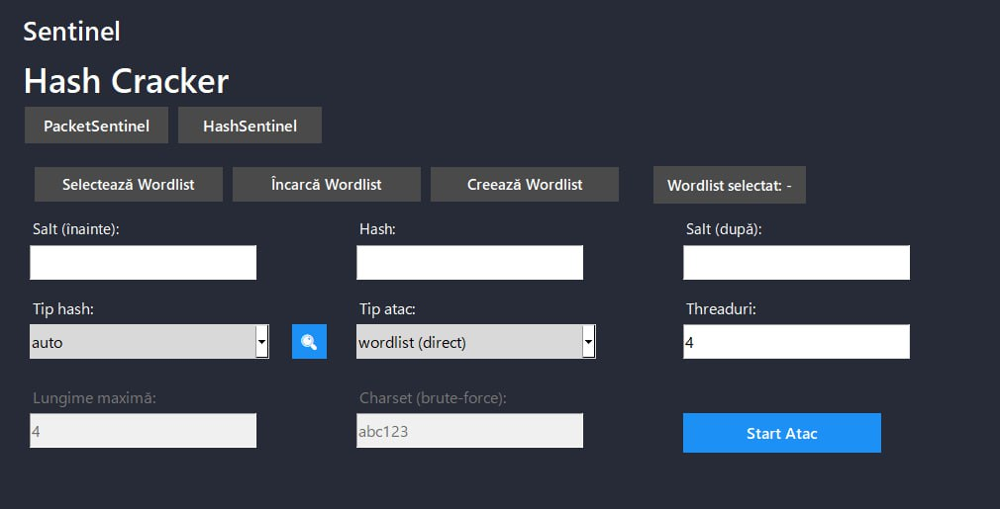 Sentinel
Hash Cracker
PacketSentinel HashSentinel
Selectează Wordlist Încarcă Wordlist Creează Wordlist Wordlist selectat: -
Salt (înainte): Hash: Salt (după):
Tip hash: Tip atac: Threaduri:
auto wordlist (direct) 4
Lungime maximă: Charset (brute-force):
4 abc123 Start Atac